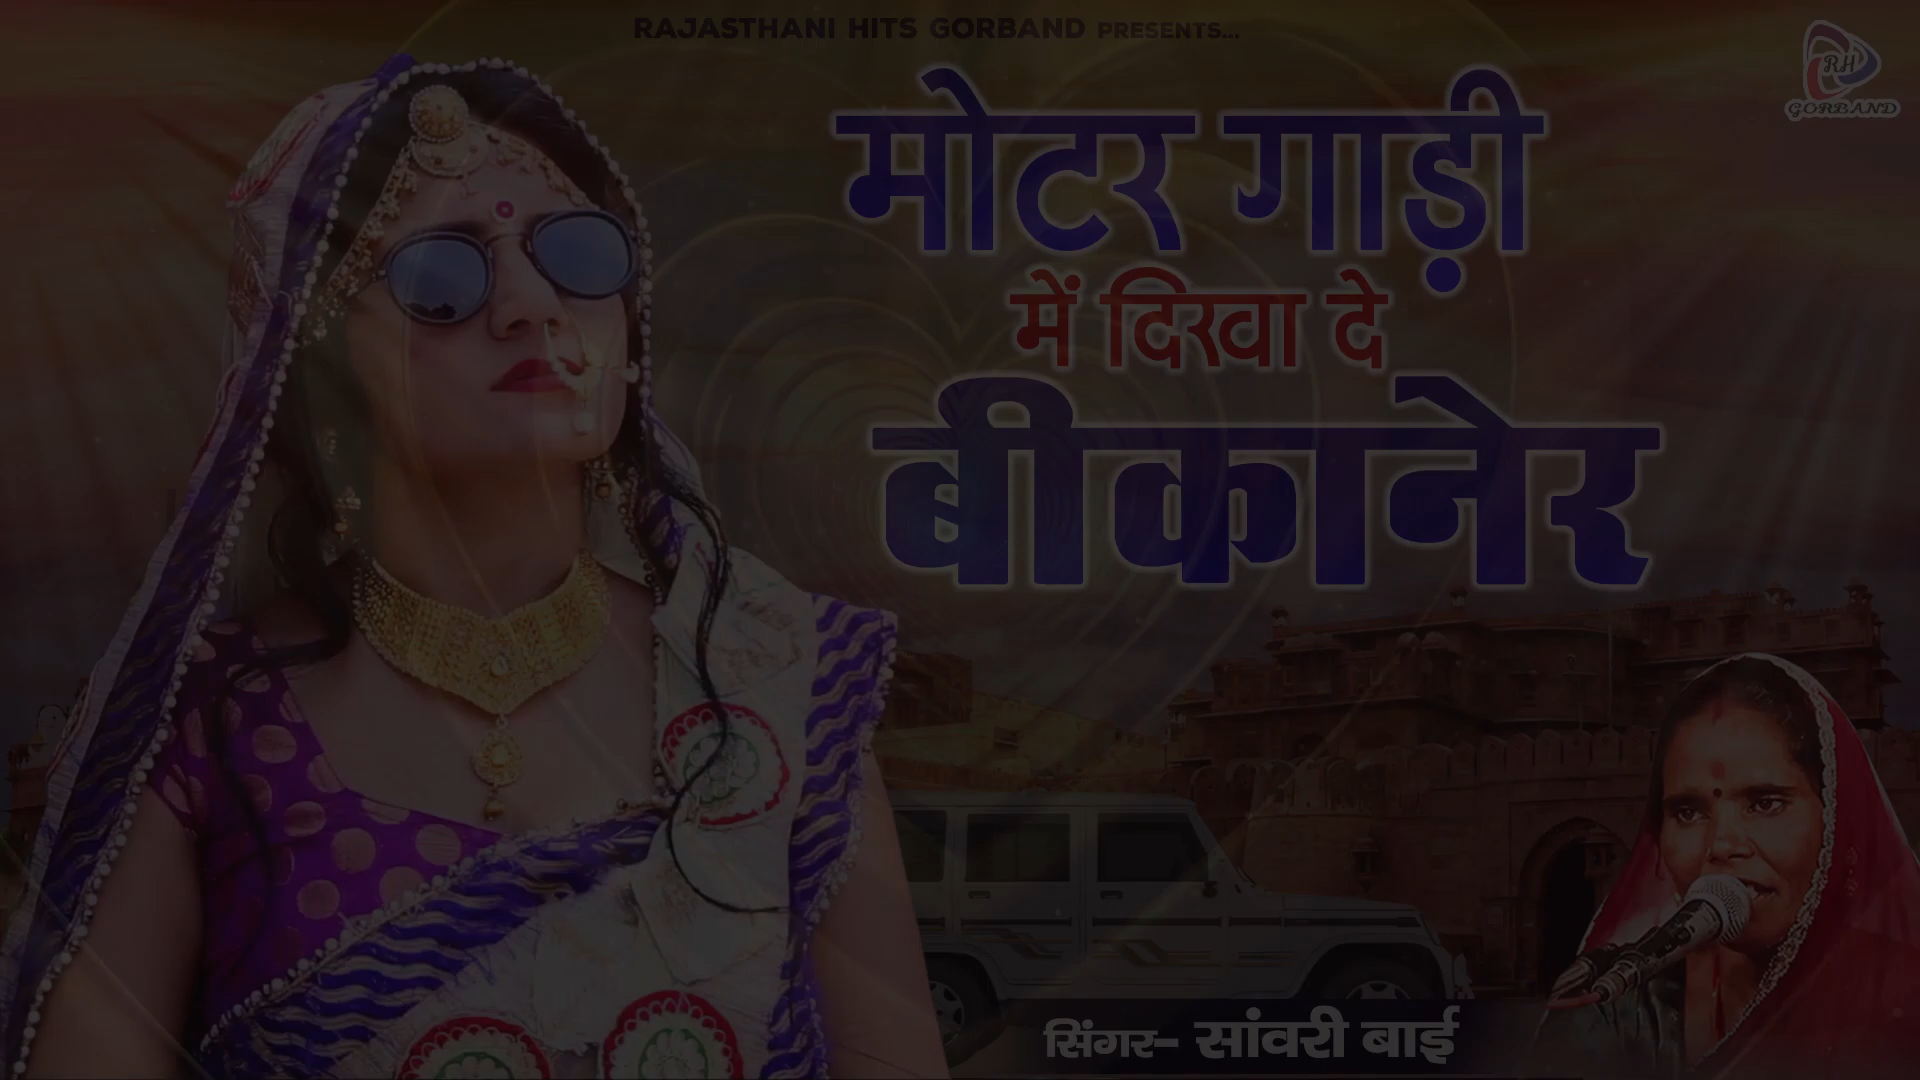 RAJASTHANI HITS GORBAND PRESENTS...
RH
GORBAND
मोटर गाड़ी
में दिखा दे
बीकानेर
सिंगर- सांवरी बाई